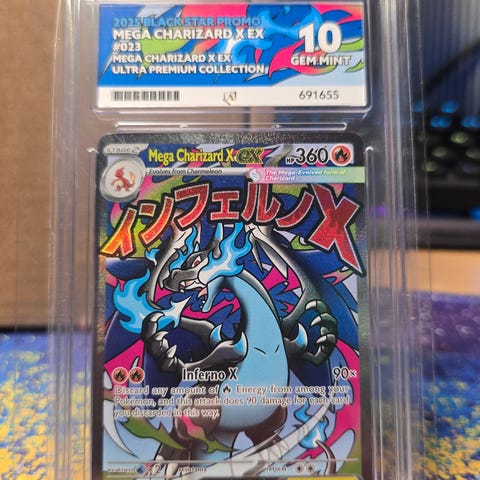 2025 BLACK STAR PROMO
MEGA CHARIZARD X EX
#023
MEGA CHARIZARD X EX
ULTRA PREMIUM COLLECTION
10
GEM MINT
691655
STAGE 2
Mega Charizard X ex
HP 360
Evolves from Charmeleon
The Mega-Evolved form of
Charizard
インフェルノX
Inferno X 90×
Discard any amount of Energy from among your
Pokémon, and this attack does 90 damage for each card
you discarded in this way.